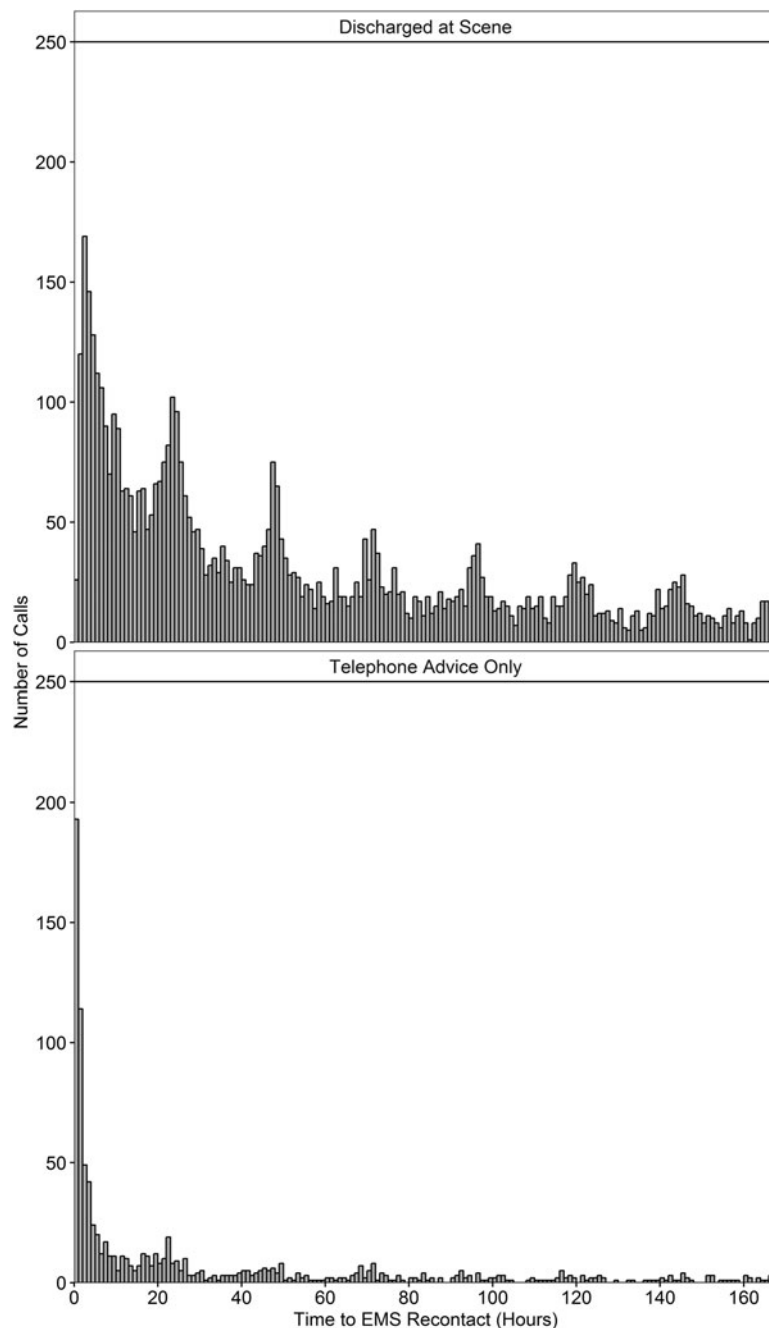 Discharged at Scene
250
200
150
100
50
0
Number of Calls
Telephone Advice Only
250
200
150
100
50
0
0 20 40 60 80 100 120 140 160
Time to EMS Recontact (Hours)